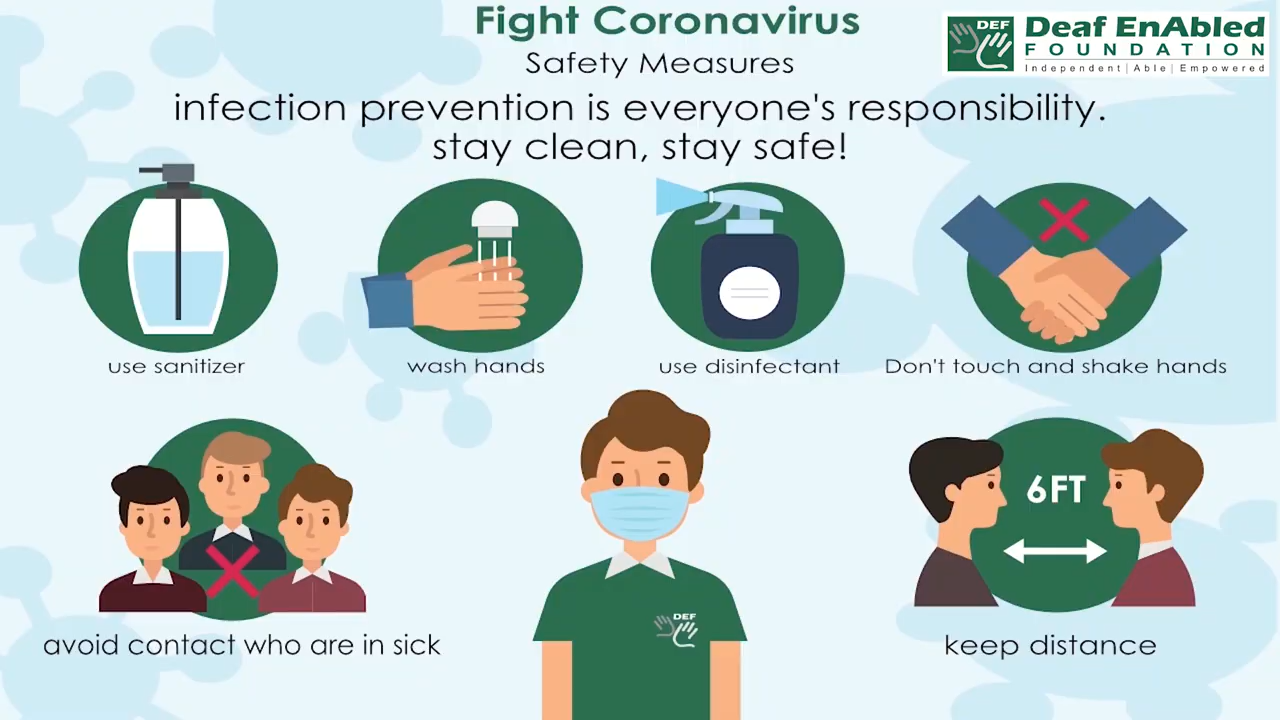 Fight Coronavirus
Safety Measures
DEF
Deaf EnAbled
FOUNDATION
Independent | Able | Empowered
infection prevention is everyone's responsibility.
stay clean, stay safe!
use sanitizer
wash hands
use disinfectant
Don't touch and shake hands
6FT
DEF
avoid contact who are in sick
keep distance